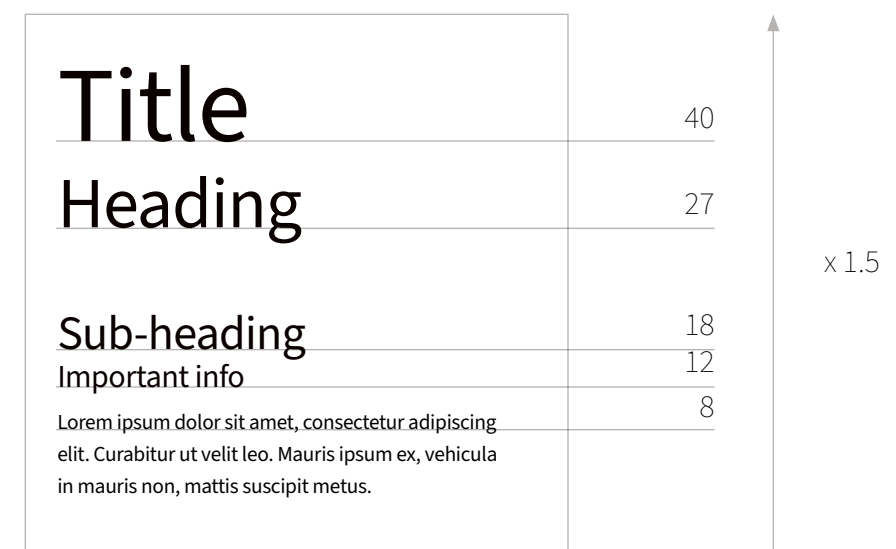 Title
40
Heading
27
x 1.5
Sub-heading
18
Important info
12
Lorem ipsum dolor sit amet, consectetur adipiscing
8
elit. Curabitur ut velit leo. Mauris ipsum ex, vehicula
in mauris non, mattis suscipit metus.